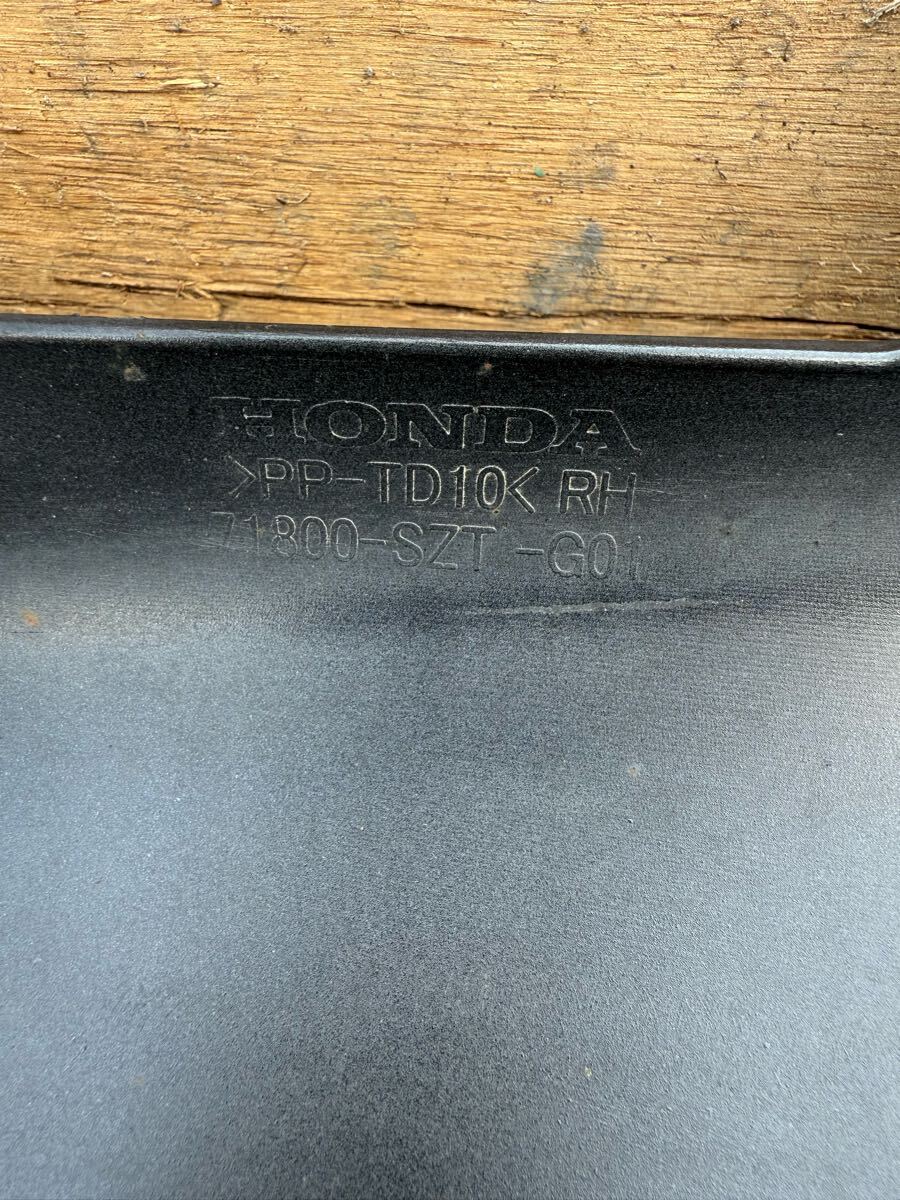 HONDA
>PP-TD10< RH
71800-SZT -G01